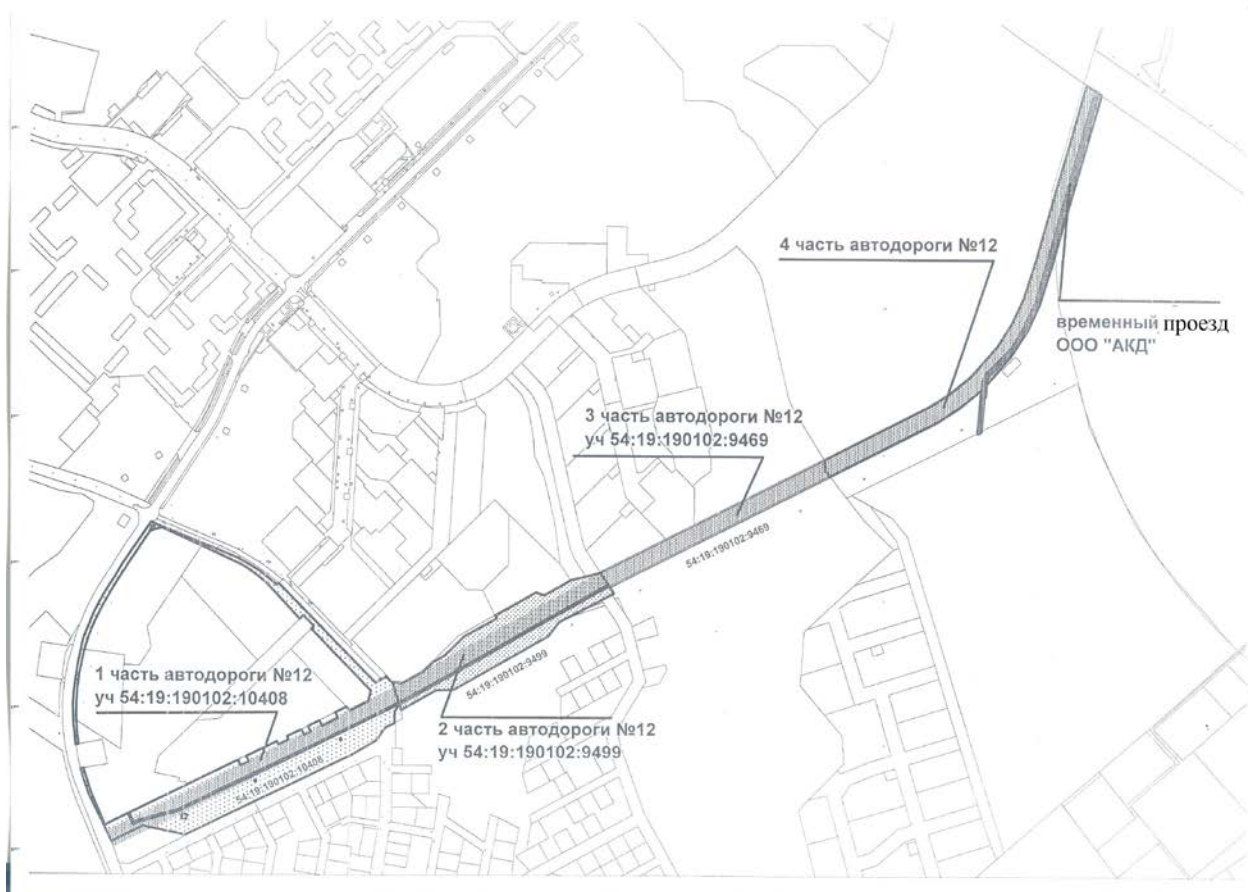 4 часть автодороги №12
временный проезд
ООО "АКД"
3 часть автодороги №12
уч 54:19:190102:9469
54:19:190102:9469
1 часть автодороги №12
уч 54:19:190102:10408
54:19:190102:9499
2 часть автодороги №12
уч 54:19:190102:9499
54:19:190102:10408